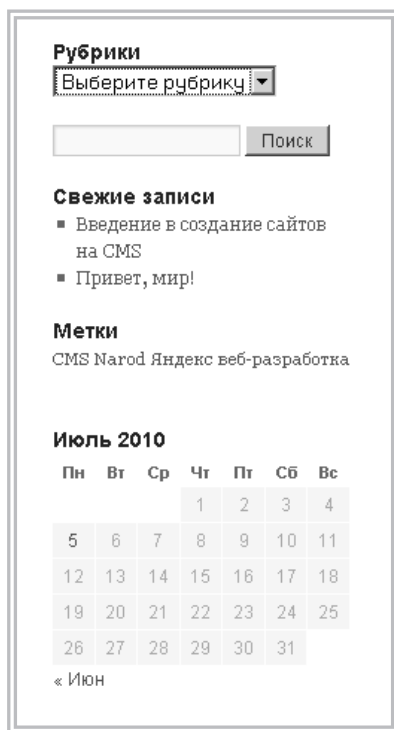 Рубрики
Выберите рубрику
Поиск
Свежие записи
Введение в создание сайтов
на CMS
Привет, мир!
Метки
CMS Narod Яндекс веб-разработка
Июль 2010
Пн Вт Ср Чт Пт Сб Вс
1 2 3 4
5 6 7 8 9 10 11
12 13 14 15 16 17 18
19 20 21 22 23 24 25
26 27 28 29 30 31
« Июн